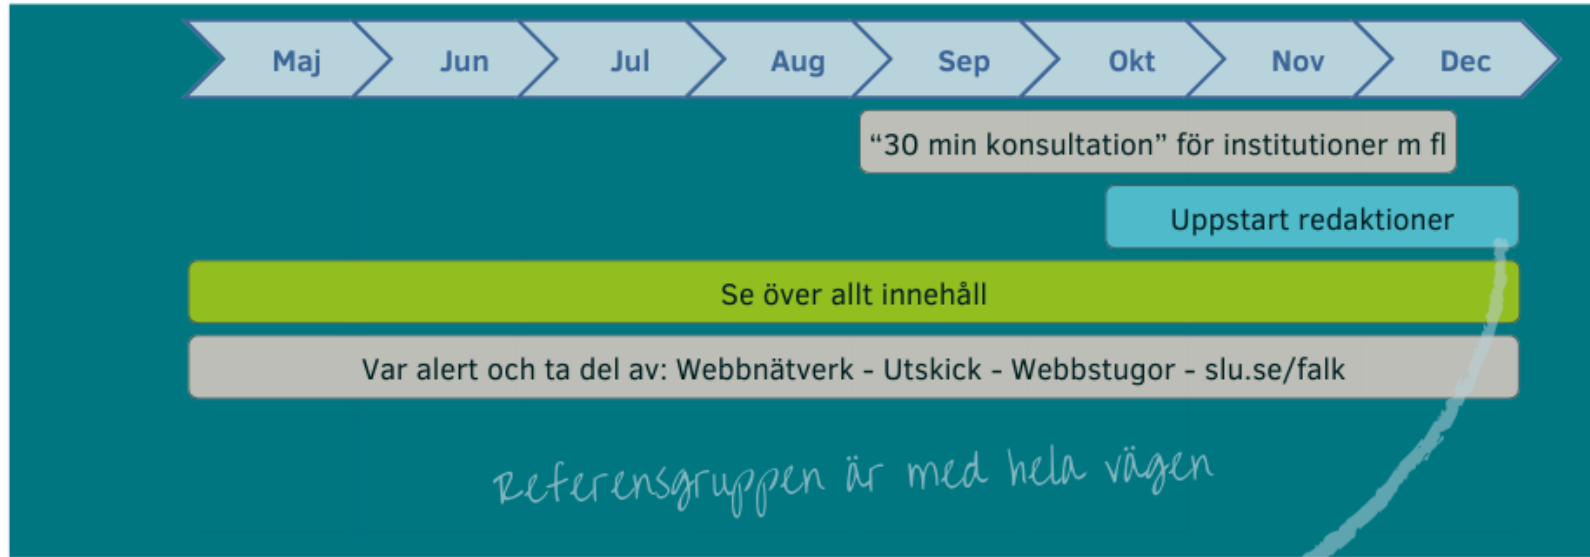 Maj Jun Jul Aug Sep Okt Nov Dec
“30 min konsultation” för institutioner m fl
Uppstart redaktioner
Se över allt innehåll
Var alert och ta del av: Webbnätverk - Utskick - Webbstugor - slu.se/falk
Referensgruppen är med hela vägen